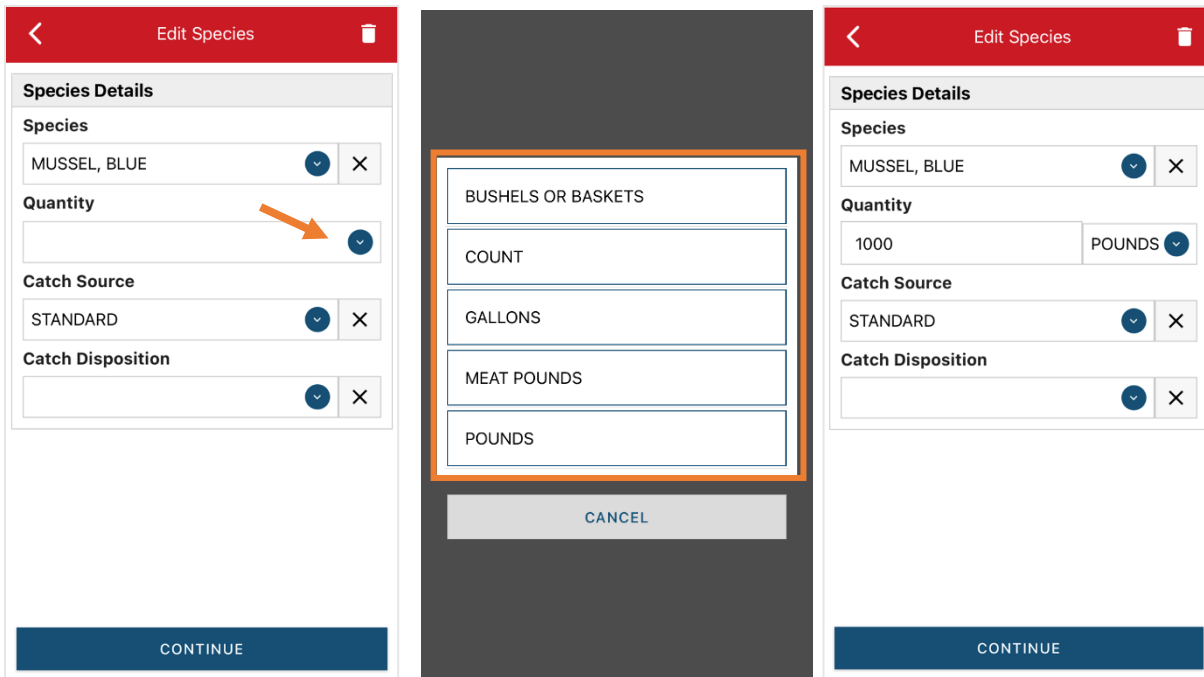 Edit Species
Species Details
Species
MUSSEL, BLUE
Quantity
Catch Source
STANDARD
Catch Disposition
CONTINUE
BUSHELS OR BASKETS
COUNT
GALLONS
MEAT POUNDS
POUNDS
CANCEL
Edit Species
Species Details
Species
MUSSEL, BLUE
Quantity
1000 POUNDS
Catch Source
STANDARD
Catch Disposition
CONTINUE